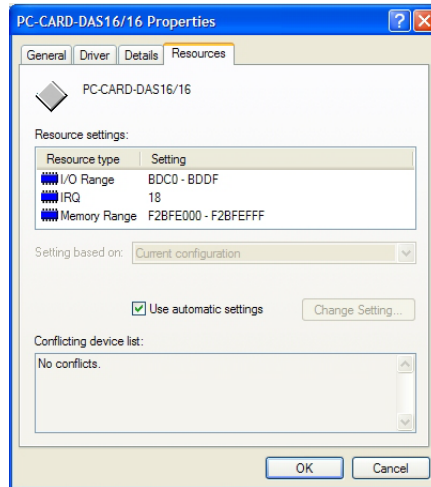 PC-CARD-DAS16/16 Properties
General Driver Details Resources
PC-CARD-DAS16/16
Resource settings:
Resource type Setting
I/O Range BDC0 - BDDF
IRQ 18
Memory Range F2BFE000 - F2BFEFFF
Setting based on: Current configuration
Use automatic settings Change Setting...
Conflicting device list:
No conflicts.
OK Cancel